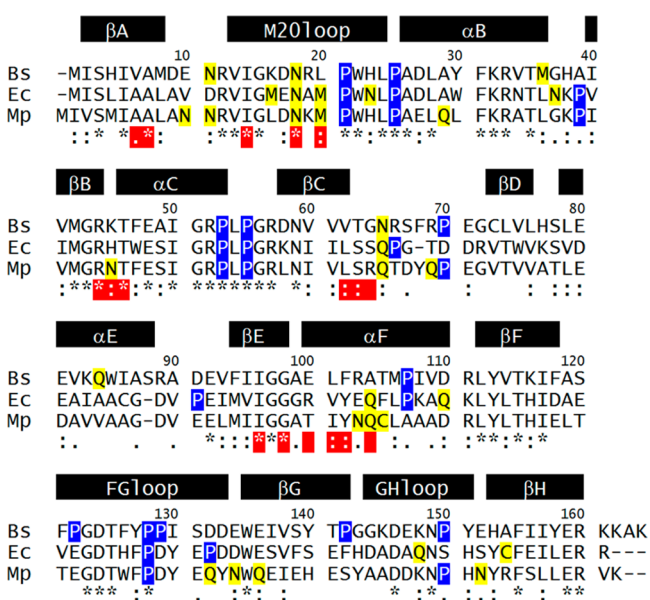 βA M20loop αB
10 20 30 40
Bs -MISHIVAMDE NRVIGKDNRL PWHLPADLAY FKRVTMGHAI
Ec -MISLIAALAV DRVIGMENAM PWNLPADLAW FKRNTLNKPV
Mp MIVSMIAALAN NRVIGLDNKM PWHLPAELQL FKRATLGKPI
::* *.: ****:* *: **:***:* *** *:.:.:
βB αC βC βD
50 60 70 80
Bs VMGRKTFEAI GRPLPGRDNV VVTGNRSFRP EGCLVLHSLE
Ec IMGRHTWESI GRPLPGRKNI ILSSQPG-TD DRVTWVKSVD
Mp VMGRNTFESI GRPLPGRLNI VLSRQTDYQP EGVTVVATLE
:***:*:*:* ******* *: ::: . : : :::
αE βE αF βF
90 100 110 120
Bs EVKQWIASRA DEVFIIGGAE LFRATMPIVD RLYVTKIFAS
Ec EAIAACG-DV PEIMVIGGGR VYEQFLPKAQ KLYLTHIDAE
Mp DAVVAAGEDV EELMIIGGAT IYNQCLAAAD RLYLTHIELT
:. . . *:::**. ::. :. .: :**:*:*
FGloop βG GHloop βH
130 140 150 160
Bs FPGDTFYPPI SDDEWEIVSY TPGGKDEKNP YEHAFIIYER KKAK
Ec VEGDTHFPDY EPDDWESVFS EFHDADAQNS HSYCFEILER R---
Mp TEGDTWFPDY EQYNWQEIEH ESYAADDKNP HNYRFSLLER VK--
*** :* :*: : . * :* :.: * : **